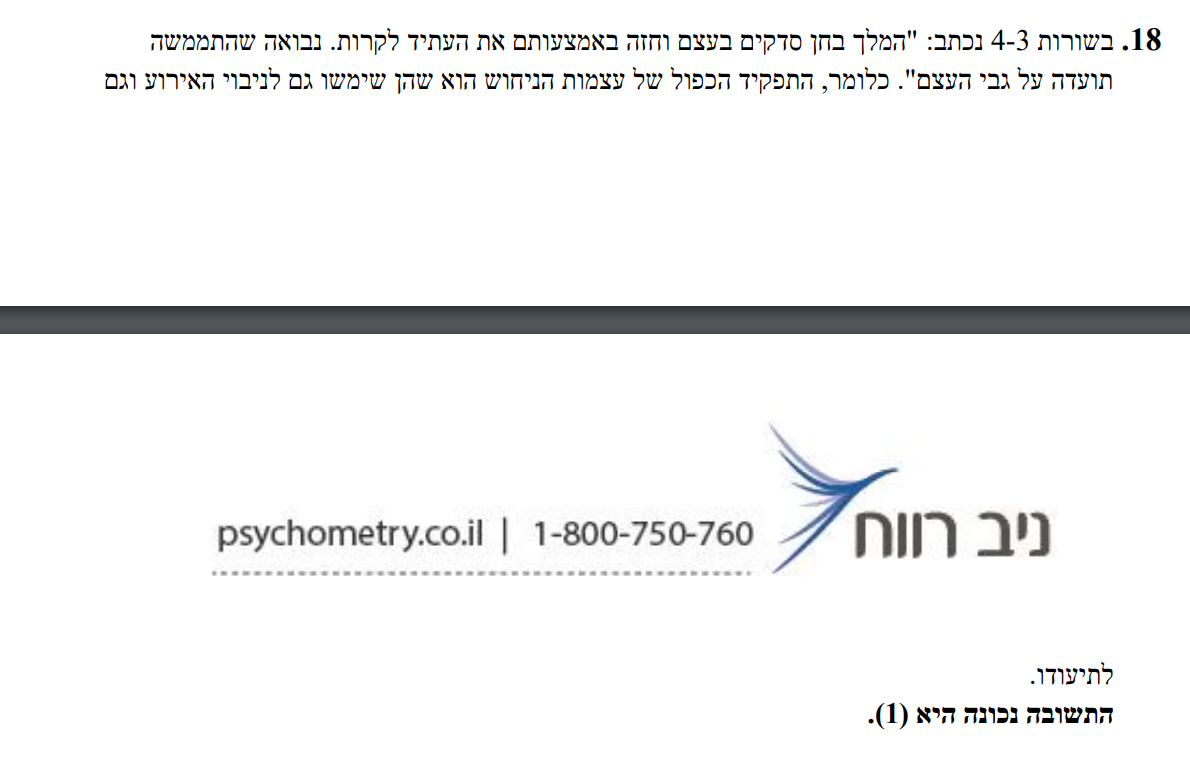 18. בשורות 4-3 נכתב: "המלך בחן סדקים בעצם וחזה באמצעותם את העתיד לקרות. נבואה שהתממשה
תועדה על גבי העצם". כלומר, התפקיד הכפול של עצמות הניחוש הוא שהן שימשו גם לניבוי האירוע וגם
ניב רווח
psychometry.co.il | 1-800-750-760
לתיעודו.
התשובה נכונה היא (1).